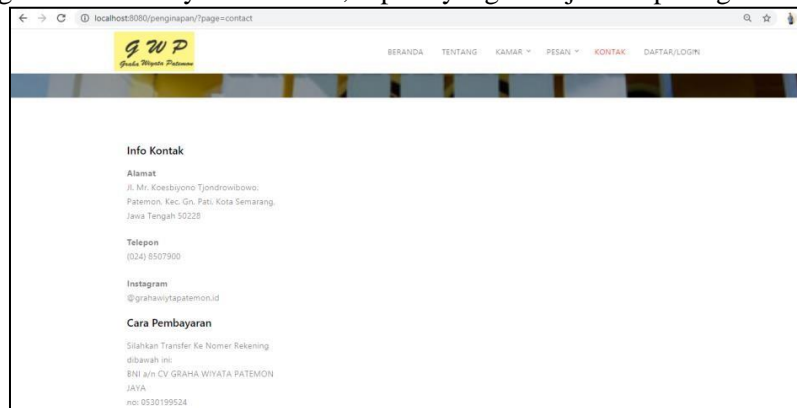 localhost:8080/penginapan/?page=contact
G W P
Graha Wiyata Patemon
BERANDA TENTANG KAMAR PESAN KONTAK DAFTAR/LOGIN
Info Kontak
Alamat
Jl. Mr. Koesbiyono Tjondrowibowo,
Patemon, Kec. Gn. Pati, Kota Semarang,
Jawa Tengah 50228
Telepon
(024) 8507900
Instagram
@grahawiytapatemon.id
Cara Pembayaran
Silahkan Transfer Ke Nomer Rekening
dibawah ini:
BNI a/n CV GRAHA WIYATA PATEMON
JAYA
no: 0530199524